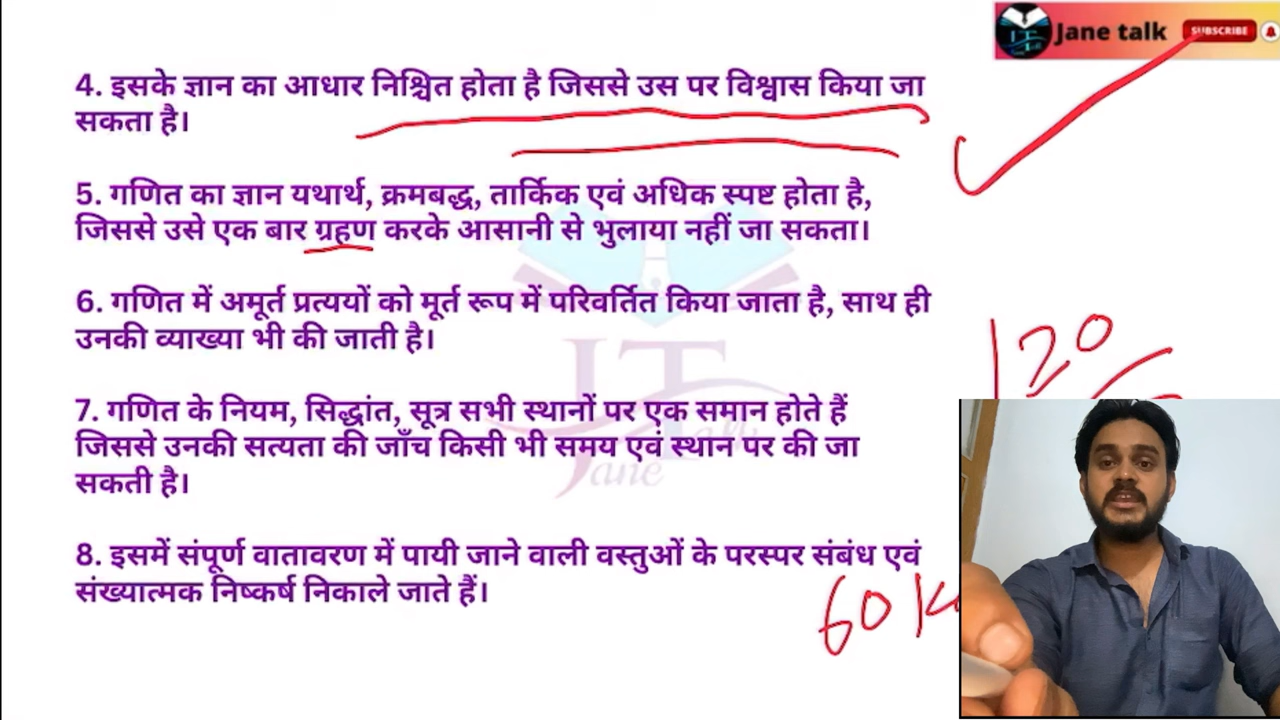 Jane talk SUBSCRIBE
4. इसके ज्ञान का आधार निश्चित होता है जिससे उस पर विश्वास किया जा
सकता है।
5. गणित का ज्ञान यथार्थ, क्रमबद्ध, तार्किक एवं अधिक स्पष्ट होता है,
जिससे उसे एक बार ग्रहण करके आसानी से भुलाया नहीं जा सकता।
6. गणित में अमूर्त प्रत्ययों को मूर्त रूप में परिवर्तित किया जाता है, साथ ही
उनकी व्याख्या भी की जाती है।
120
7. गणित के नियम, सिद्धांत, सूत्र सभी स्थानों पर एक समान होते हैं
जिससे उनकी सत्यता की जाँच किसी भी समय एवं स्थान पर की जा
सकती है।
Jane
8. इसमें संपूर्ण वातावरण में पायी जाने वाली वस्तुओं के परस्पर संबंध एवं
संख्यात्मक निष्कर्ष निकाले जाते हैं।
60 K